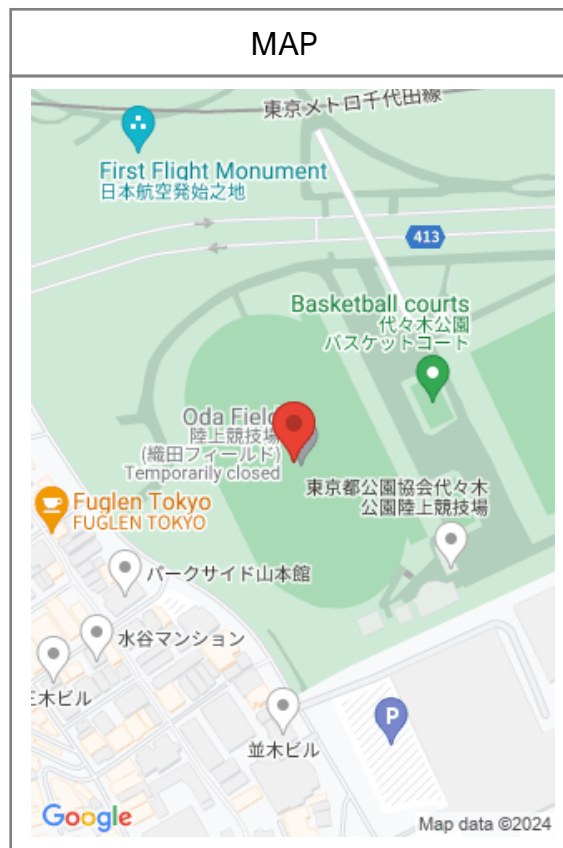 MAP
東京メトロ千代田線
First Flight Monument
日本航空発始之地
413
Basketball courts
代々木公園
バスケットコート
Oda Field
陸上競技場
(織田フィールド)
Temporarily closed
東京都公園協会代々木
公園陸上競技場
Fuglen Tokyo
FUGLEN TOKYO
パークサイド山本館
水谷マンション
三木ビル
P
並木ビル
Google
Map data ©2024